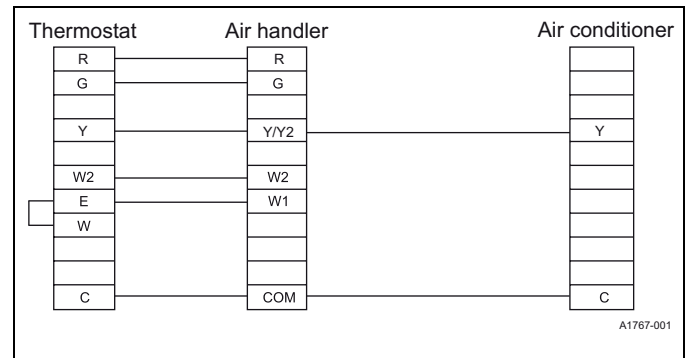 Thermostat Air handler Air conditioner
R R
G G
Y Y/Y2 Y
W2 W2
E W1
W
C COM C
A1767-001